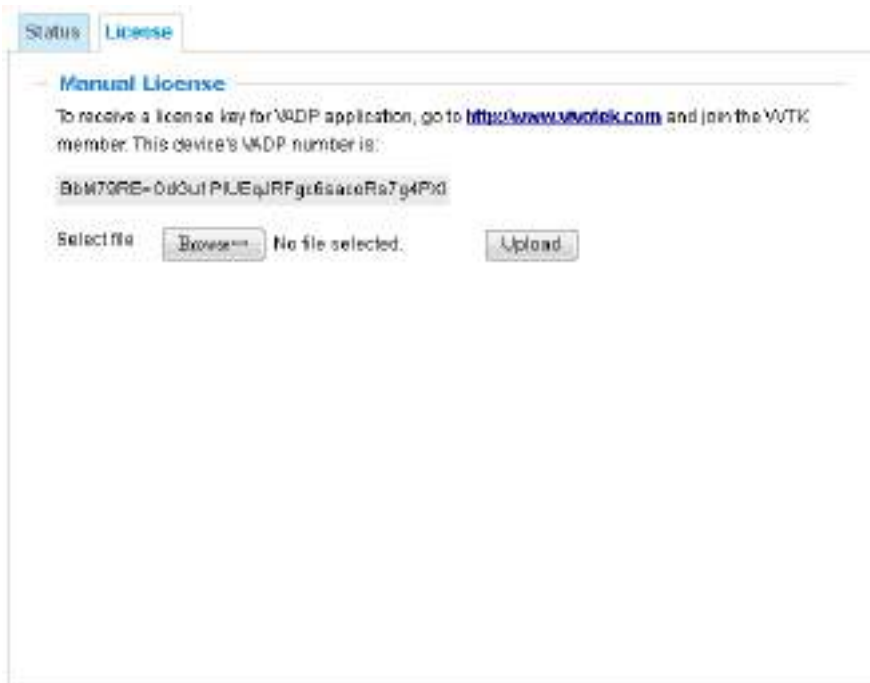 Status License
Manual License
To receive a license key for VADP application, go to http://www.vivotek.com and join the VVTK
member. This device's VADP number is:
Select file Browse... No file selected. Upload